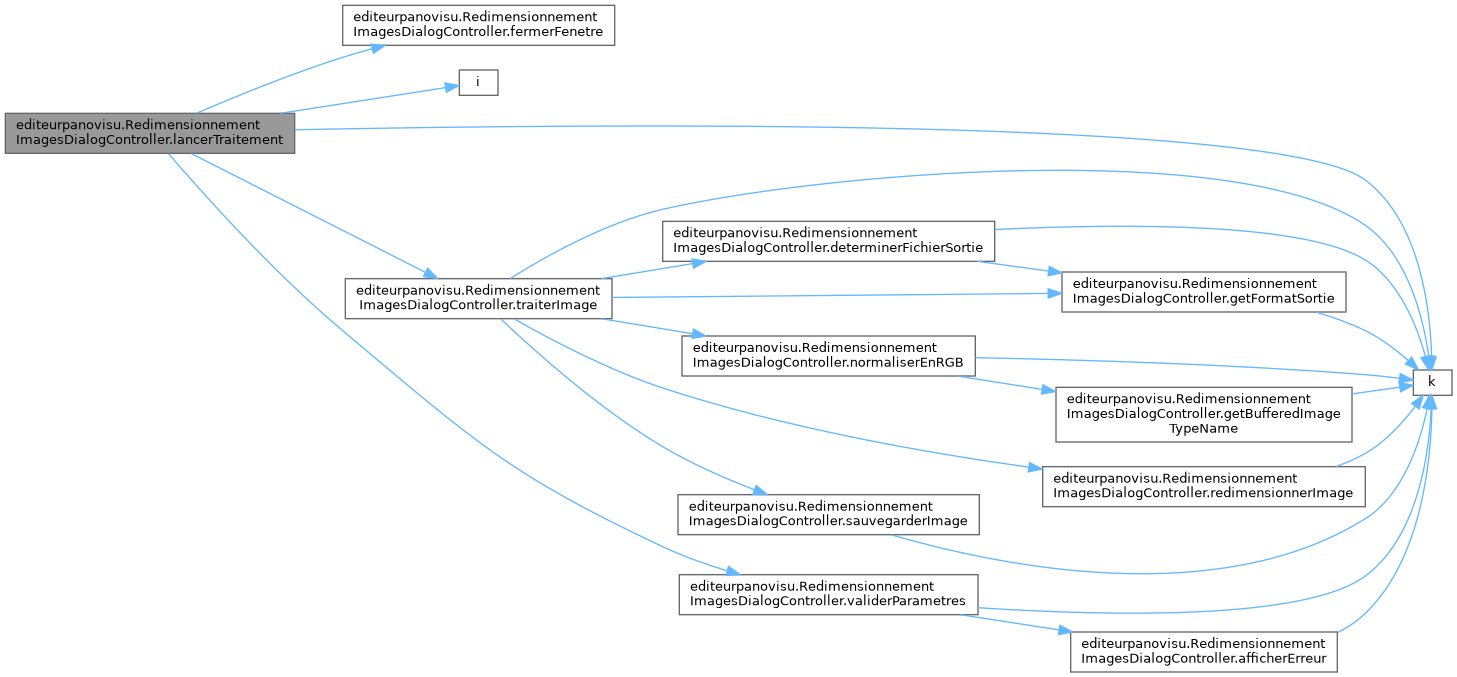 editeurpanovisu.Redimensionnement
ImagesDialogController.fermerFenetre
i
editeurpanovisu.Redimensionnement
ImagesDialogController.lancerTraitement
editeurpanovisu.Redimensionnement
ImagesDialogController.determinerFichierSortie
editeurpanovisu.Redimensionnement
ImagesDialogController.traiterImage
editeurpanovisu.Redimensionnement
ImagesDialogController.getFormatSortie
editeurpanovisu.Redimensionnement
ImagesDialogController.normaliserEnRGB
k
editeurpanovisu.Redimensionnement
ImagesDialogController.getBufferedImage
TypeName
editeurpanovisu.Redimensionnement
ImagesDialogController.redimensionnerImage
editeurpanovisu.Redimensionnement
ImagesDialogController.sauvegarderImage
editeurpanovisu.Redimensionnement
ImagesDialogController.validerParametres
editeurpanovisu.Redimensionnement
ImagesDialogController.afficherErreur